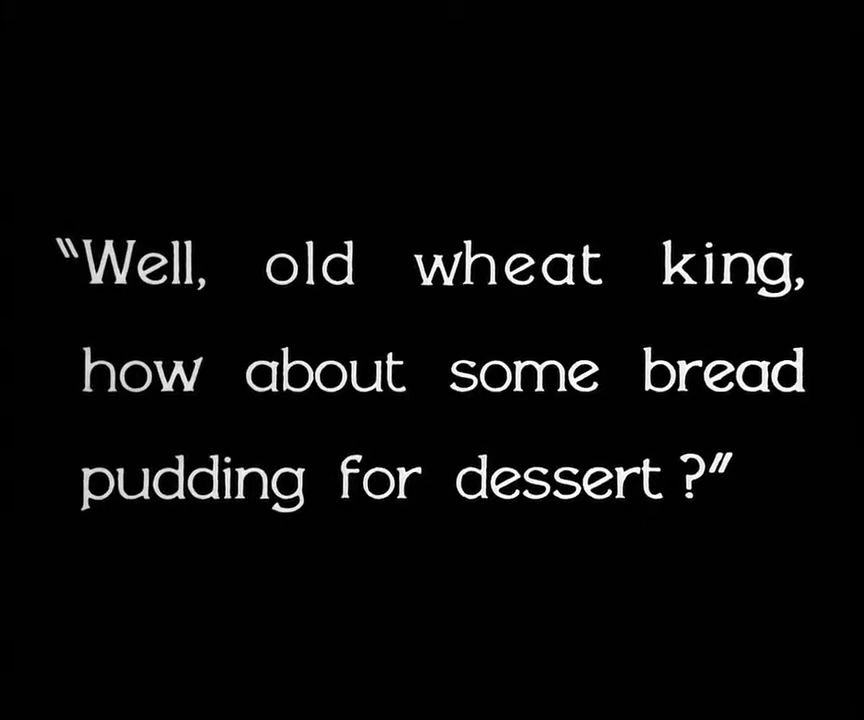 "Well, old wheat king,
how about some bread
pudding for dessert?"